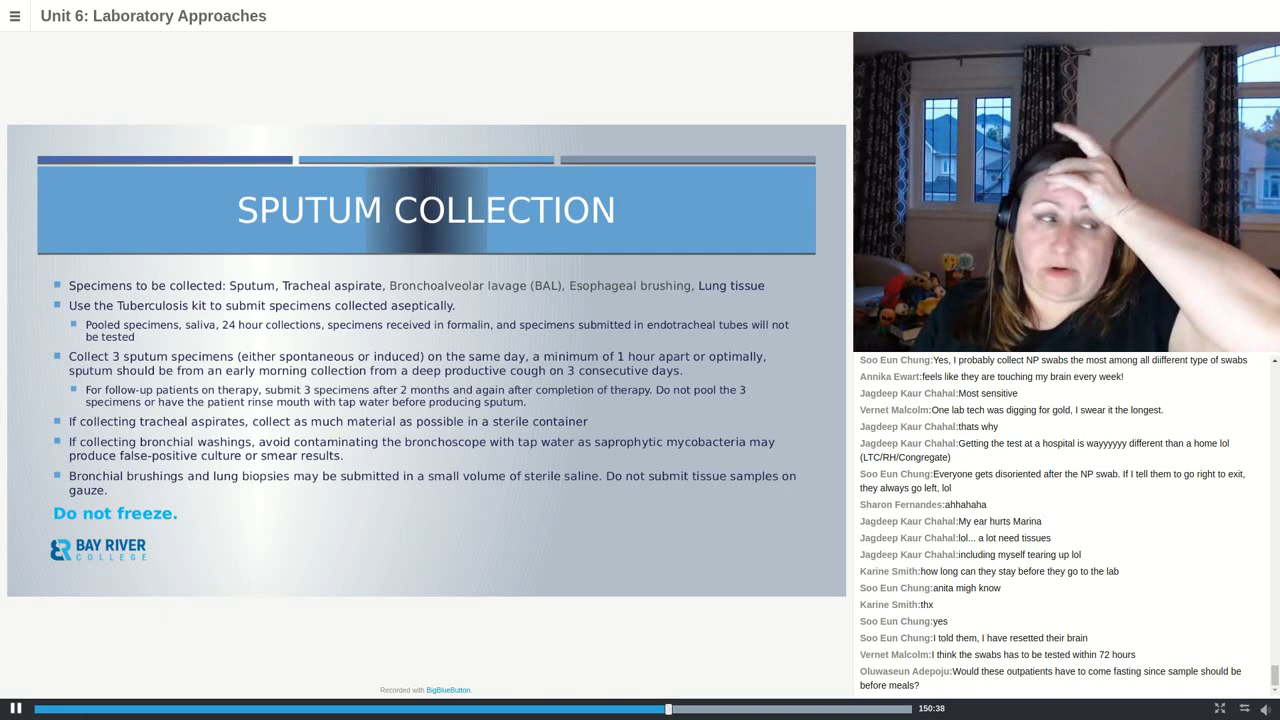 Unit 6: Laboratory Approaches
SPUTUM COLLECTION
Specimens to be collected: Sputum, Tracheal aspirate, Bronchoalveolar lavage (BAL), Esophageal brushing, Lung tissue
Use the Tuberculosis kit to submit specimens collected aseptically.
Pooled specimens, saliva, 24 hour collections, specimens received in formalin, and specimens submitted in endotracheal tubes will not
be tested
Collect 3 sputum specimens (either spontaneous or induced) on the same day, a minimum of 1 hour apart or optimally,
sputum should be from an early morning collection from a deep productive cough on 3 consecutive days.
For follow-up patients on therapy, submit 3 specimens after 2 months and again after completion of therapy. Do not pool the 3
specimens or have the patient rinse mouth with tap water before producing sputum.
If collecting tracheal aspirates, collect as much material as possible in a sterile container
If collecting bronchial washings, avoid contaminating the bronchoscope with tap water as saprophytic mycobacteria may
produce false-positive culture or smear results.
Bronchial brushings and lung biopsies may be submitted in a small volume of sterile saline. Do not submit tissue samples on
gauze.
Do not freeze.
BAY RIVER
COLLEGE
Recorded with BigBlueButton.
Soo Eun Chung:Yes, I probably collect NP swabs the most among all diifferent type of swabs
Annika Ewart:feels like they are touching my brain every week!
Jagdeep Kaur Chahal:Most sensitive
Vernet Malcolm:One lab tech was digging for gold, I swear it the longest.
Jagdeep Kaur Chahal:thats why
Jagdeep Kaur Chahal:Getting the test at a hospital is wayyyyyy different than a home lol
(LTC/RH/Congregate)
Soo Eun Chung:Everyone gets disoriented after the NP swab. If I tell them to go right to exit,
they always go left, lol
Sharon Fernandes:ahhahaha
Jagdeep Kaur Chahal:My ear hurts Marina
Jagdeep Kaur Chahal:lol... a lot need tissues
Jagdeep Kaur Chahal:including myself tearing up lol
Karine Smith:how long can they stay before they go to the lab
Soo Eun Chung:anita migh know
Karine Smith:thx
Soo Eun Chung:yes
Soo Eun Chung:I told them, I have resetted their brain
Vernet Malcolm:I think the swabs has to be tested within 72 hours
Oluwaseun Adepoju:Would these outpatients have to come fasting since sample should be
before meals?
150:38